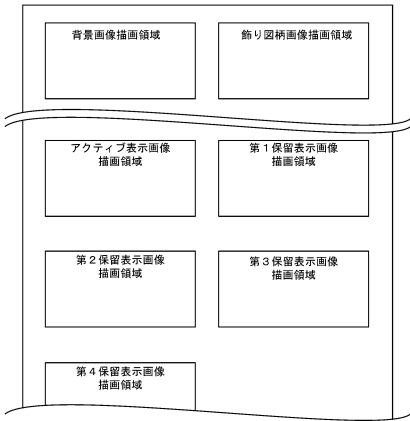 背景画像描画領域
飾り図柄画像描画領域
アクティブ表示画像
描画領域
第１保留表示画像
描画領域
第２保留表示画像
描画領域
第３保留表示画像
描画領域
第４保留表示画像
描画領域